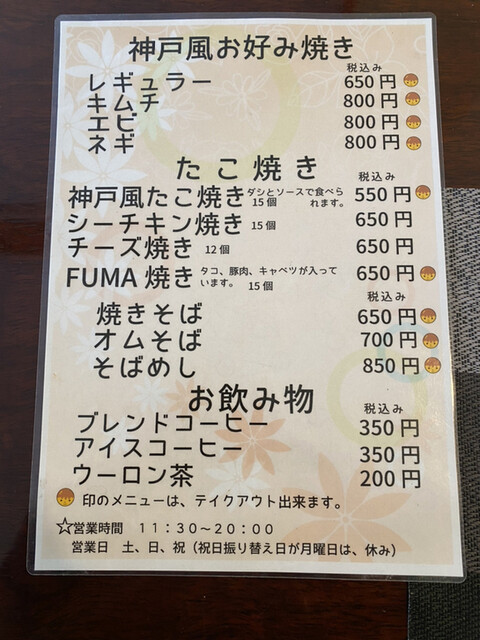 神戸風お好み焼き
税込み
レギュラー 650円
キムチ 800円
エビ 800円
ネギ 800円
たこ焼き 税込み
神戸風たこ焼き ダシとソースで食べられます。 15個 550円
シーチキン焼き 15個 650円
チーズ焼き 12個 650円
FUMA焼き タコ、豚肉、キャベツが入っています。 15個 650円
税込み
焼きそば 650円
オムそば 700円
そばめし 850円
お飲み物 税込み
ブレンドコーヒー 350円
アイスコーヒー 350円
ウーロン茶 200円
印のメニューは、テイクアウト出来ます。
☆営業時間 11:30～20:00
営業日 土、日、祝（祝日振り替え日が月曜日は、休み）